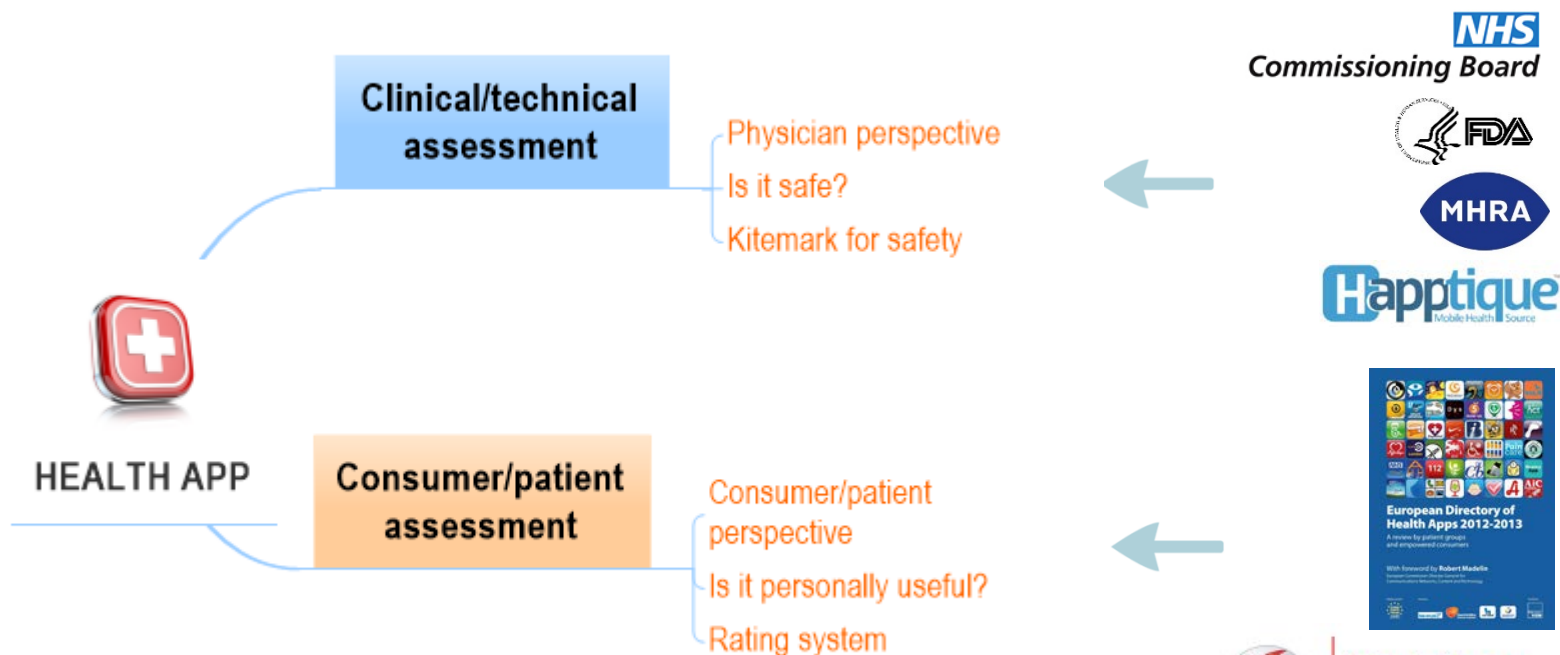 NHS
Commissioning Board
Clinical/technical
assessment
Physician perspective
Is it safe?
Kitemark for safety
FDA
MHRA
Happtique
Mobile Health Source
HEALTH APP
Consumer/patient
assessment
Consumer/patient
perspective
Is it personally useful?
Rating system
European Directory of
Health Apps 2012-2013
A review by patient groups
and empowered consumers
With foreword by Robert Madelin